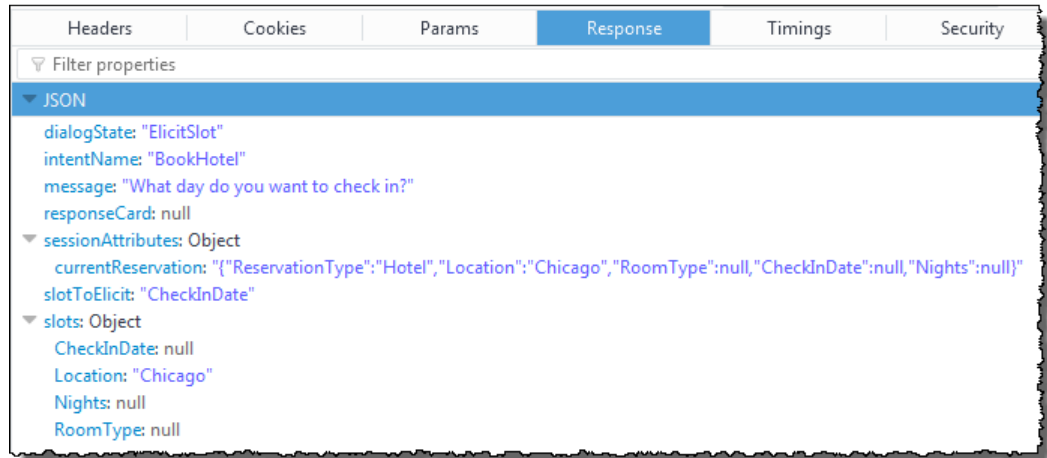 Headers Cookies Params Response Timings Security
Filter properties
JSON
dialogState: "ElicitSlot"
intentName: "BookHotel"
message: "What day do you want to check in?"
responseCard: null
sessionAttributes: Object
currentReservation: "{"ReservationType":"Hotel","Location":"Chicago","RoomType":null,"CheckInDate":null,"Nights":null}"
slotToElicit: "CheckInDate"
slots: Object
CheckInDate: null
Location: "Chicago"
Nights: null
RoomType: null